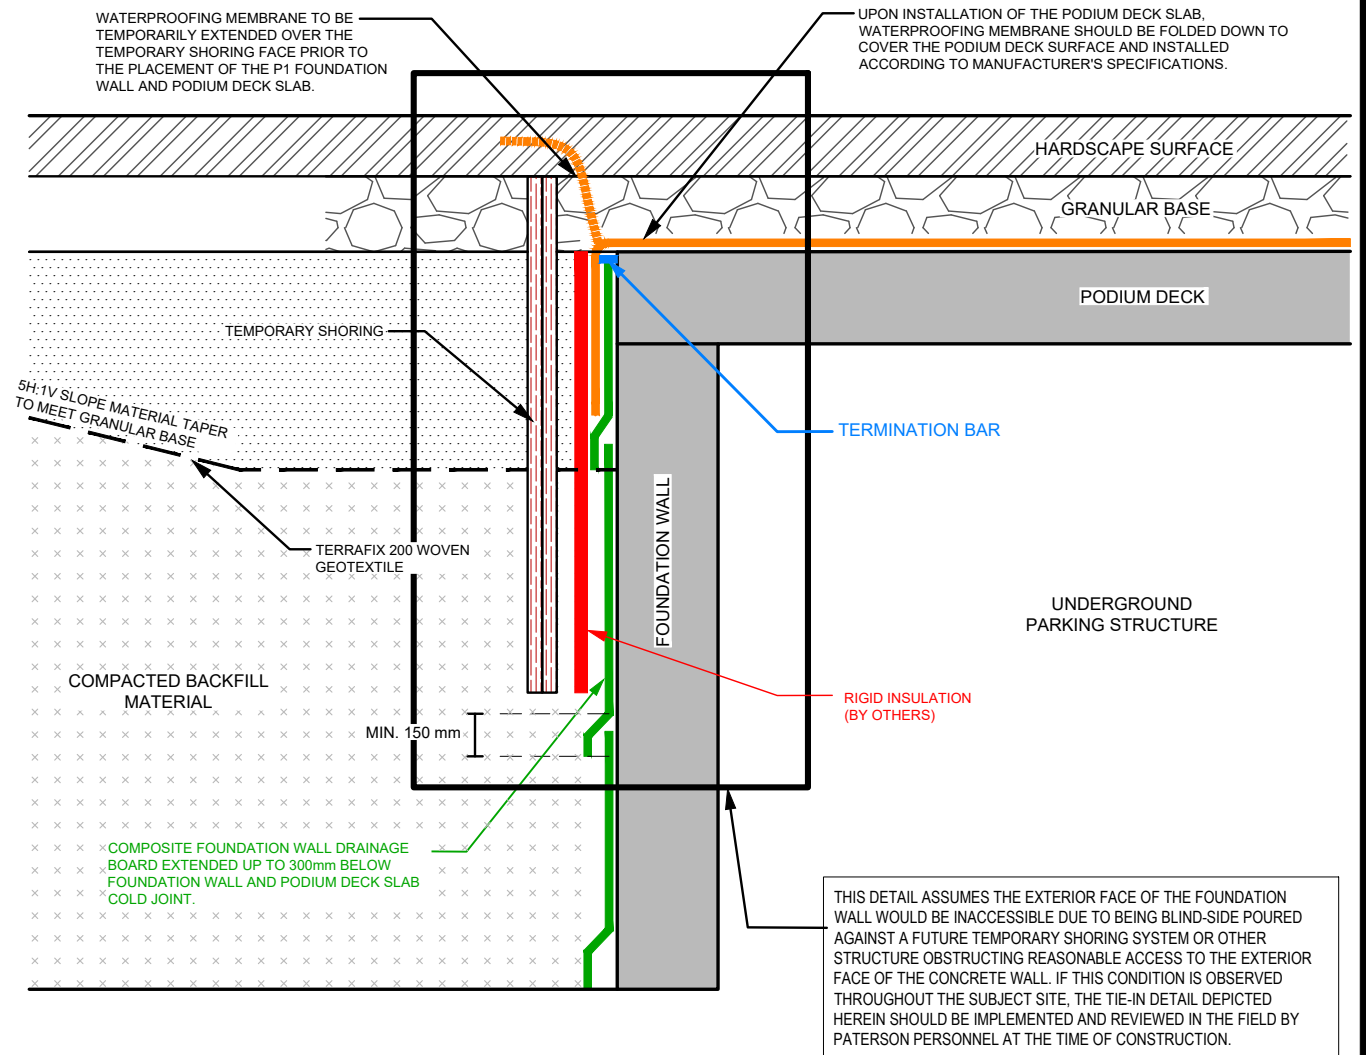 WATERPROOFING MEMBRANE TO BE
TEMPORARILY EXTENDED OVER THE
TEMPORARY SHORING FACE PRIOR TO
THE PLACEMENT OF THE P1 FOUNDATION
WALL AND PODIUM DECK SLAB.
UPON INSTALLATION OF THE PODIUM DECK SLAB,
WATERPROOFING MEMBRANE SHOULD BE FOLDED DOWN TO
COVER THE PODIUM DECK SURFACE AND INSTALLED
ACCORDING TO MANUFACTURER'S SPECIFICATIONS.
HARDSCAPE SURFACE
GRANULAR BASE
PODIUM DECK
TEMPORARY SHORING
5H:1V SLOPE MATERIAL TAPER
TO MEET GRANULAR BASE
TERMINATION BAR
TERRAFIX 200 WOVEN
GEOTEXTILE
FOUNDATION WALL
UNDERGROUND
PARKING STRUCTURE
COMPACTED BACKFILL
MATERIAL
RIGID INSULATION
(BY OTHERS)
MIN. 150 mm
COMPOSITE FOUNDATION WALL DRAINAGE
BOARD EXTENDED UP TO 300mm BELOW
FOUNDATION WALL AND PODIUM DECK SLAB
COLD JOINT.
THIS DETAIL ASSUMES THE EXTERIOR FACE OF THE FOUNDATION
WALL WOULD BE INACCESSIBLE DUE TO BEING BLIND-SIDE POURED
AGAINST A FUTURE TEMPORARY SHORING SYSTEM OR OTHER
STRUCTURE OBSTRUCTING REASONABLE ACCESS TO THE EXTERIOR
FACE OF THE CONCRETE WALL. IF THIS CONDITION IS OBSERVED
THROUGHOUT THE SUBJECT SITE, THE TIE-IN DETAIL DEPICTED
HEREIN SHOULD BE IMPLEMENTED AND REVIEWED IN THE FIELD BY
PATERSON PERSONNEL AT THE TIME OF CONSTRUCTION.